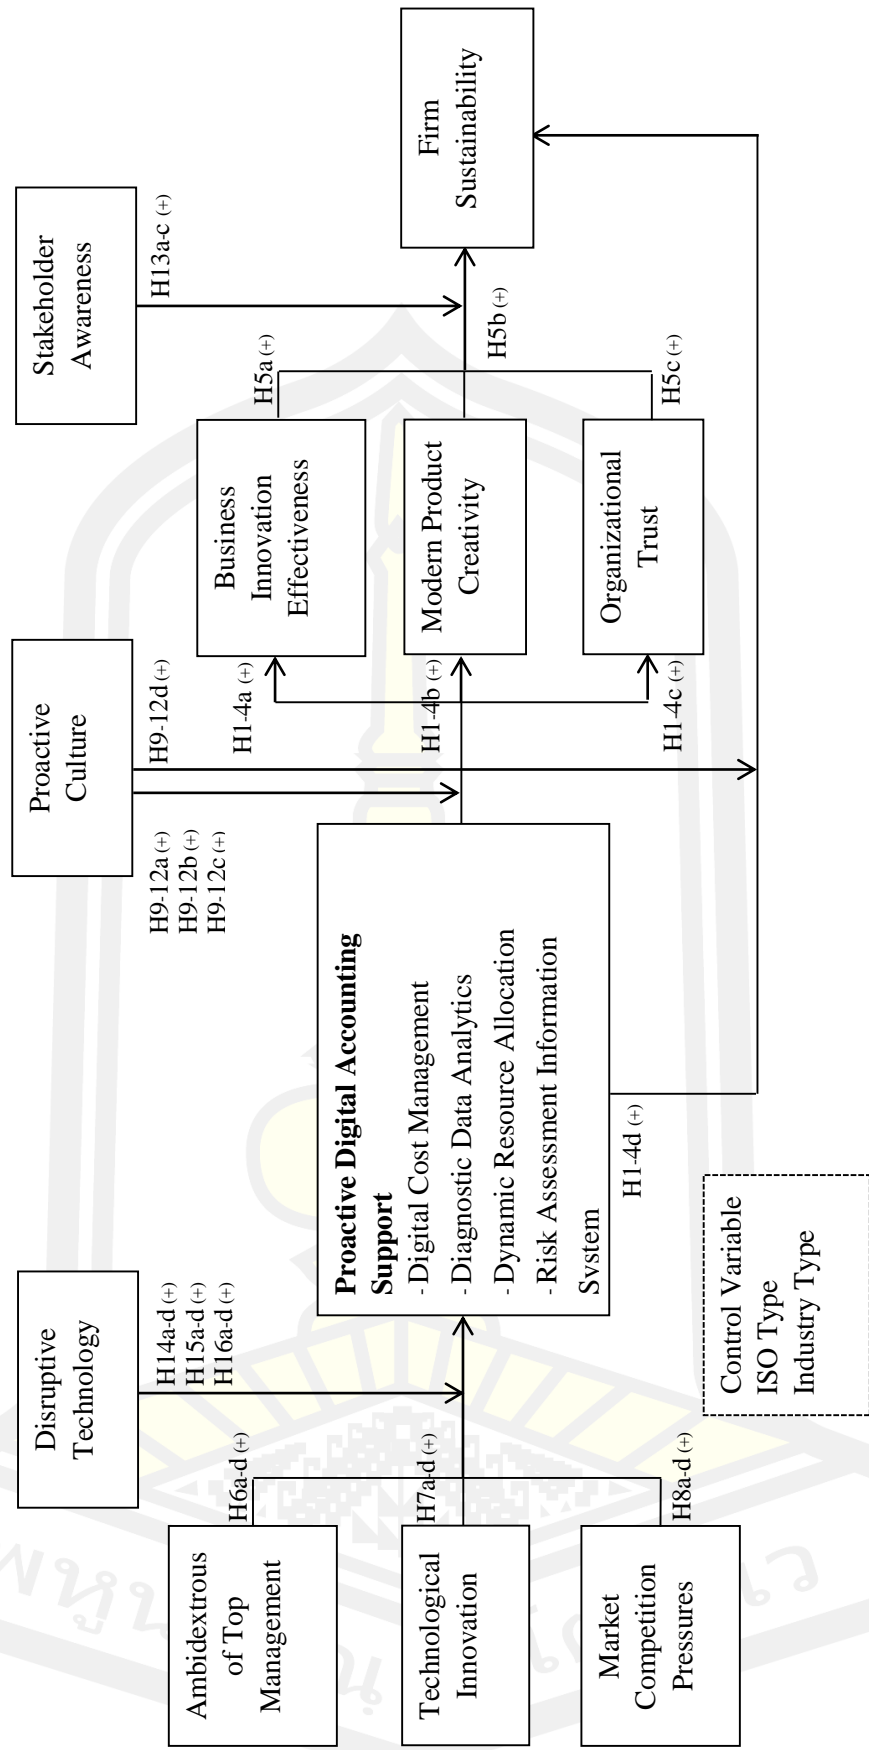 Disruptive
Technology
Proactive
Culture
Stakeholder
Awareness
H14a-d (+)
H15a-d (+)
H16a-d (+)
H9-12a (+)
H9-12b (+)
H9-12c (+)
H9-12d (+)
H13a-c (+)
Ambidextrous
of Top
Management
H6a-d (+)
Technological
Innovation
H7a-d (+)
Market
Competition
Pressures
H8a-d (+)
Proactive Digital Accounting
Support
- Digital Cost Management
- Diagnostic Data Analytics
- Dynamic Resource Allocation
- Risk Assessment Information
System
H1-4a (+)
H1-4b (+)
H1-4c (+)
H1-4d (+)
Business
Innovation
Effectiveness
H5a (+)
Modern Product
Creativity
H5b (+)
Organizational
Trust
H5c (+)
Firm
Sustainability
Control Variable
ISO Type
Industry Type